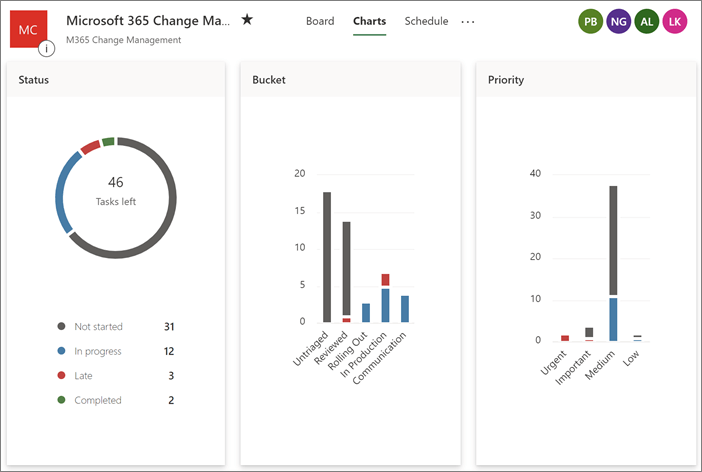 MC
i
Microsoft 365 Change Ma...
M365 Change Management
Board
Charts
Schedule
...
PB
NG
AL
LK
Status
46
Tasks left
Not started 31
In progress 12
Late 3
Completed 2
Bucket
20
15
10
5
0
Untriaged
Reviewed
Rolling Out
In Production
Communication
Priority
40
30
20
10
0
Urgent
Important
Medium
Low